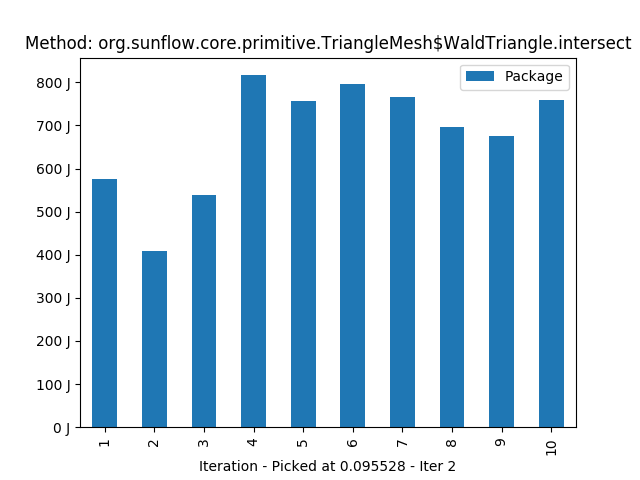 Method: org.sunflow.core.primitive.TriangleMesh$WaldTriangle.intersect
Package
800 J
700 J
600 J
500 J
400 J
300 J
200 J
100 J
0 J
1 2 3 4 5 6 7 8 9 10
Iteration - Picked at 0.095528 - Iter 2